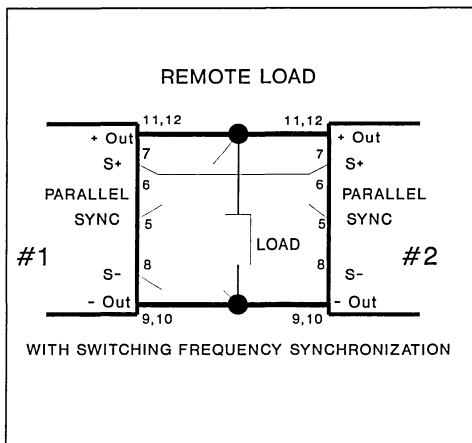 REMOTE LOAD
11,12 11,12
+ Out + Out
7 7
S+ S+
6 6
PARALLEL PARALLEL
SYNC SYNC
5 5
LOAD
#1 #2
8 8
S- S-
- Out - Out
9,10 9,10
WITH SWITCHING FREQUENCY SYNCHRONIZATION